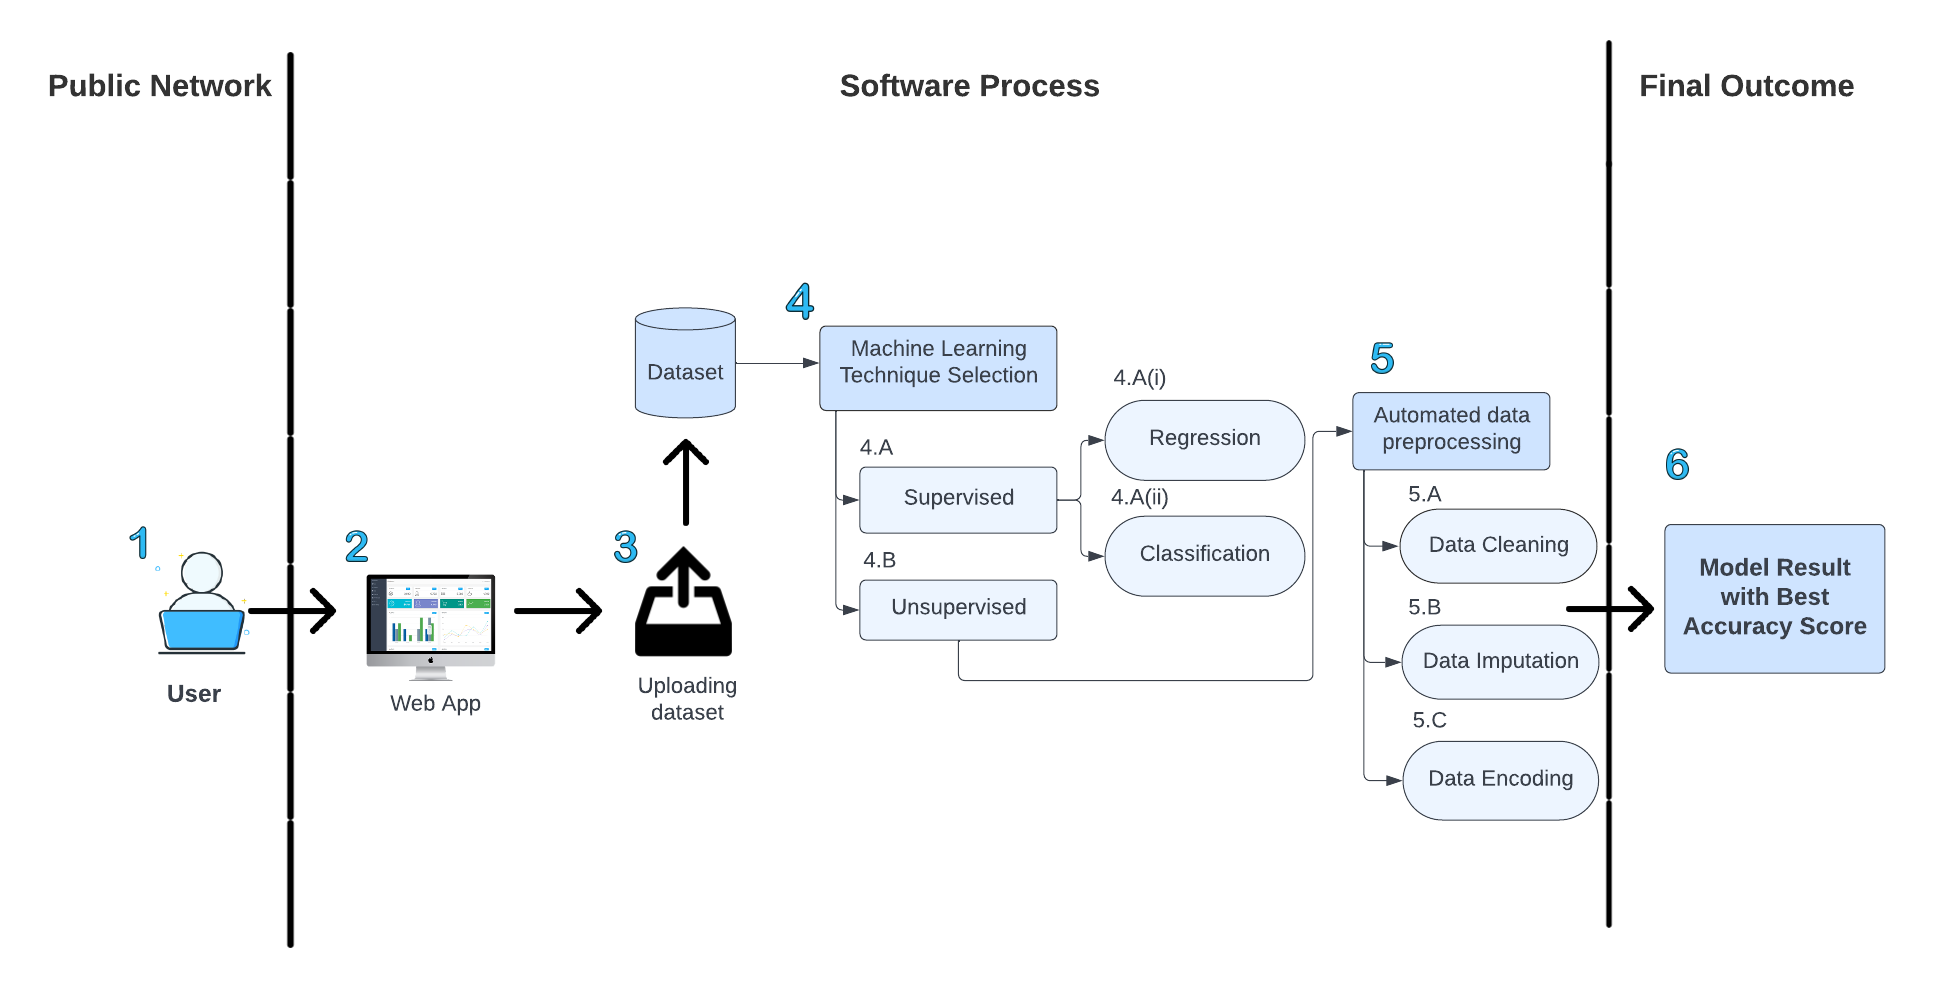 Public Network
Software Process
Final Outcome
1
User
2
Web App
3
Uploading
dataset
Dataset
4
Machine Learning
Technique Selection
4.A
Supervised
4.A(i)
Regression
4.A(ii)
Classification
4.B
Unsupervised
5
Automated data
preprocessing
5.A
Data Cleaning
5.B
Data Imputation
5.C
Data Encoding
6
Model Result
with Best
Accuracy Score